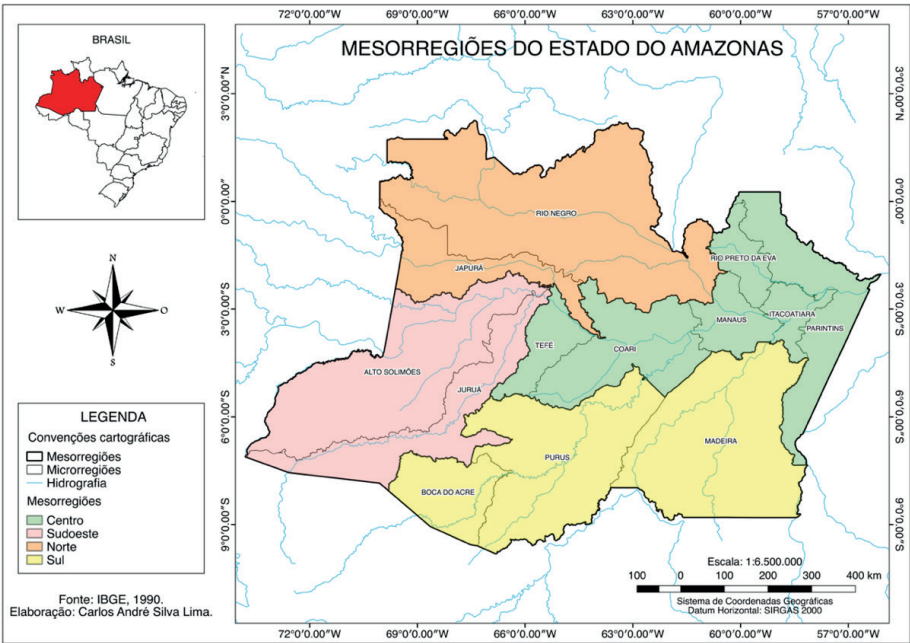 72°0'0.00"W 69°0'0.00"W 66°0'0.00"W 63°0'0.00"W 60°0'0.00"W 57°0'0.00"W
BRASIL
MESORREGIÕES DO ESTADO DO AMAZONAS
3°0'0.00"N
3°0'0.00"N
0°0'0.00"
0°0'0.00"
3°0'0.00"S
3°0'0.00"S
6°0'0.00"S
6°0'0.00"S
9°0'0.00"S
9°0'0.00"S
N
W
O
S
RIO NEGRO
RIO PRETO DA EVA
JAPURÁ
ITACOATIARA
MANAUS
PARINTINS
TEFÉ
COARI
ALTO SOLIMÕES
JURUÁ
MADEIRA
PURUS
BOCA DO ACRE
LEGENDA
Convenções cartográficas
Mesorregiões
Microrregiões
Hidrografia
Mesorregiões
Centro
Sudoeste
Norte
Sul
Fonte: IBGE, 1990.
Elaboração: Carlos André Silva Lima.
Escala: 1:6.500.000
100 0 100 200 300 400 km
Sistema de Coordenadas Geográficas
Datum Horizontal: SIRGAS 2000
72°0'0.00"W 69°0'0.00"W 66°0'0.00"W 63°0'0.00"W 60°0'0.00"W 57°0'0.00"W